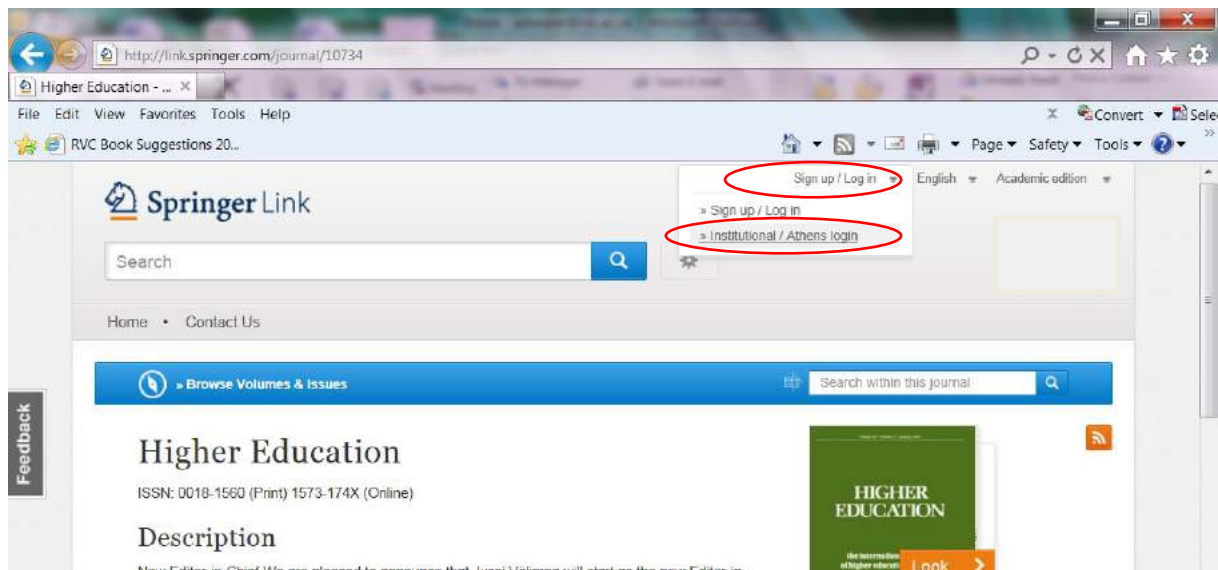 http://link.springer.com/journal/10734
Higher Education - ...
File Edit View Favorites Tools Help
Convert
Sele
RVC Book Suggestions 20...
Page Safety Tools
Sign up / Log in English Academic edition
» Sign up / Log in
» Institutional / Athens login
Springer Link
Search
Home • Contact Us
» Browse Volumes & Issues
Search within this journal
Feedback
Higher Education
ISSN: 0018-1560 (Print) 1573-174X (Online)
Description
HIGHER
EDUCATION
Look